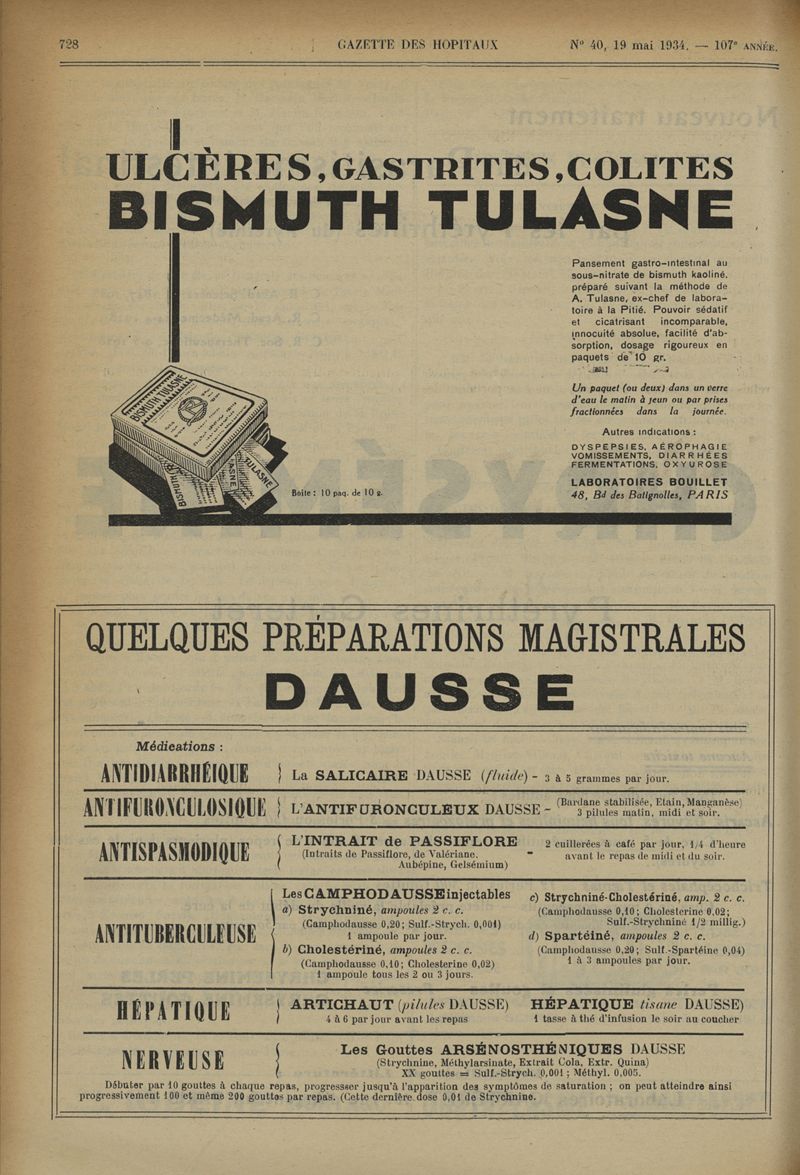 728
GAZETTE DES HOPITAUX
N° 40, 19 mai 1934. — 107e ANNÉE.
ULCÈRES, GASTRITES, COLITES
BISMUTH TULASNE
Pansement gastro-intestinal au
sous-nitrate de bismuth kaoliné,
préparé suivant la méthode de
A. Tulasne, ex-chef de labora-
toire à la Pitié. Pouvoir sédatif
et cicatrisant incomparable,
innocuité absolue, facilité d'ab-
sorption, dosage rigoureux en
paquets de 10 gr.
Un paquet (ou deux) dans un verre
d'eau le matin à jeun ou par prises
fractionnées dans la journée.
Autres indications :
DYSPEPSIES, AÉROPHAGIE
VOMISSEMENTS, DIARRHÉES
FERMENTATIONS, OXYUROSE
LABORATOIRES BOUILLET
48, Bd des Batignolles, PARIS
BISMUTH TULASNE
BISMUTH
TULASNE
Boite : 10 paq. de 10 g.
QUELQUES PRÉPARATIONS MAGISTRALES
DAUSSE
Médications :
ANTIDIARRHÉIQUE
La SALICAIRE DAUSSE (fluide) - 3 à 5 grammes par jour.
ANTIFURONCULOSIQUE
L'ANTIFURONCULEUX DAUSSE -
(Bardane stabilisée, Etain, Manganèse)
3 pilules matin, midi et soir.
ANTISPASMODIQUE
L'INTRAIT de PASSIFLORE
(Intraits de Passiflore, de Valériane,
Aubépine, Gelsémium)
2 cuillerées à café par jour, 1/4 d'heure
avant le repas de midi et du soir.
ANTITUBERCULEUSE
Les CAMPHODAUSSE injectables
a) Strychniné, ampoules 2 c. c.
(Camphodausse 0,20 ; Sulf.-Strych. 0,001)
1 ampoule par jour.
b) Cholestériné, ampoules 2 c. c.
(Camphodausse 0,10; Cholesterine 0,02)
1 ampoule tous les 2 ou 3 jours.
c) Strychniné-Cholestériné, amp. 2 c. c.
(Camphodausse 0,10 ; Cholesterine 0,02;
Sulf.-Strychnine 1/2 millig.)
d) Spartéiné, ampoules 2 c. c.
(Camphodausse 0,20; Sulf.-Spartéine 0,04)
1 à 3 ampoules par jour.
HÉPATIQUE
ARTICHAUT (pilules DAUSSE)
4 à 6 par jour avant les repas
HÉPATIQUE tisane DAUSSE)
1 tasse à thé d'infusion le soir au coucher
NERVEUSE
Les Gouttes ARSÉNOSTHÉNIQUES DAUSSE
(Strychnine, Méthylarsinate, Extrait Cola, Extr. Quina)
XX gouttes = Sulf.-Strych. 0,001 ; Méthyl. 0,005.
Débuter par 10 gouttes à chaque repas, progressser jusqu'à l'apparition des symptômes de saturation ; on peut atteindre ainsi
progressivement 100 et même 200 gouttes par repas. (Cette dernière dose 0,01 de Strychnine.